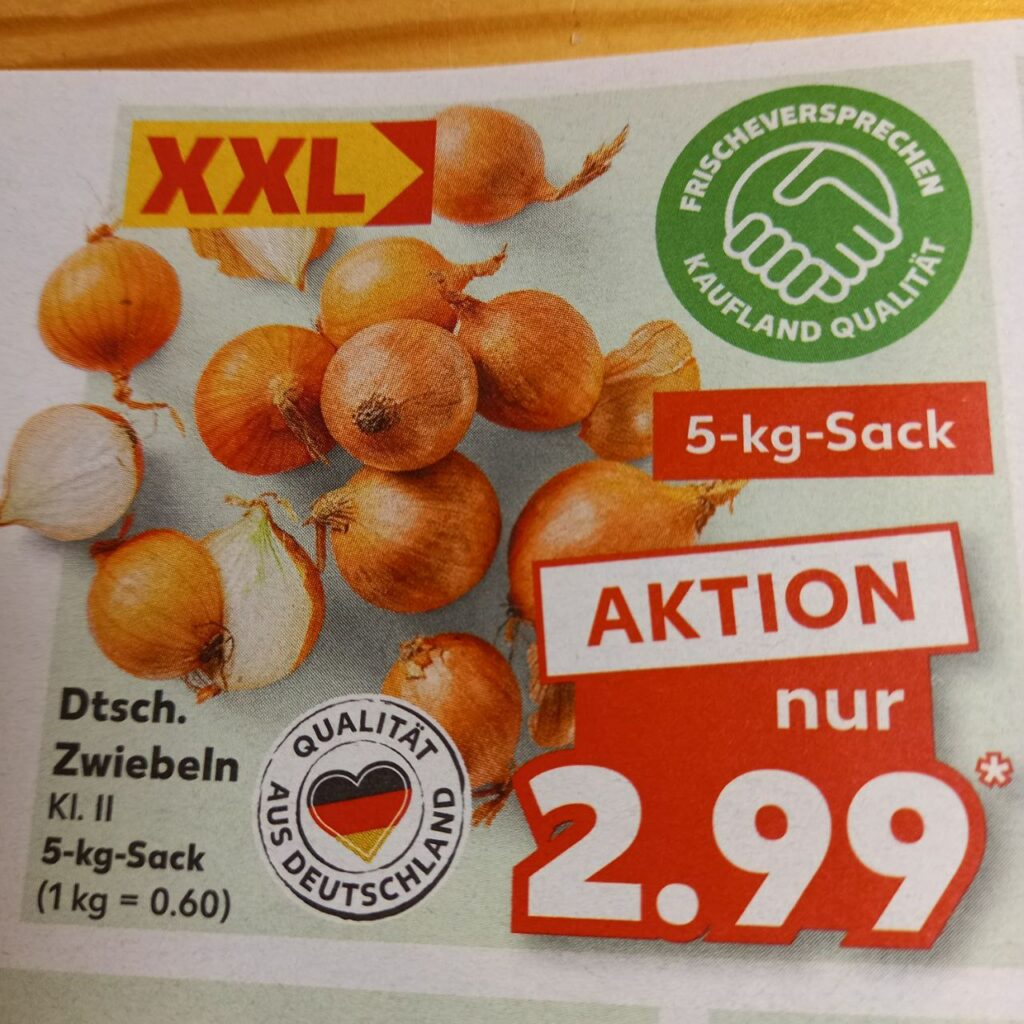 XXL
FRISCHEVERSPRECHEN
KAUFLAND QUALITÄT
5-kg-Sack
AKTION
nur
2.99*
Dtsch.
Zwiebeln
Kl. II
5-kg-Sack
(1 kg = 0.60)
QUALITÄT
AUS DEUTSCHLAND